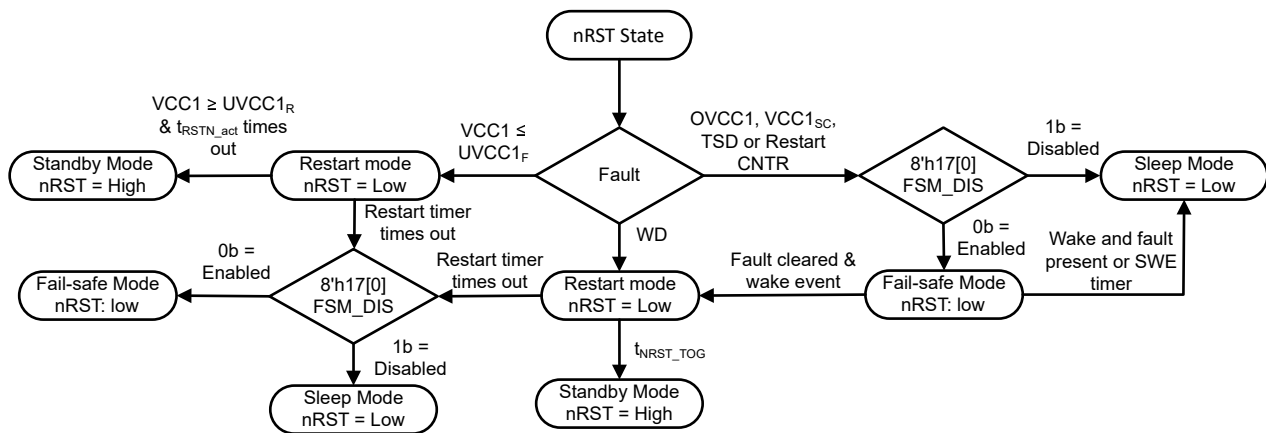 nRST State
VCC1 ≥ UVCC1R
& tRSTN_act times
out
VCC1 ≤
UVCC1F
OVCC1, VCC1SC,
TSD or Restart
CNTR
1b =
Disabled
Standby Mode
nRST = High
Restart mode
nRST = Low
Fault
8'h17[0]
FSM_DIS
Sleep Mode
nRST = Low
Restart timer
times out
WD
0b =
Enabled
Wake and fault
present or SWE
timer
0b =
Enabled
Restart timer
times out
Fault cleared &
wake event
Fail-safe Mode
nRST: low
8'h17[0]
FSM_DIS
Restart mode
nRST = Low
Fail-safe Mode
nRST: low
1b =
Disabled
tNRST_TOG
Sleep Mode
nRST = Low
Standby Mode
nRST = High